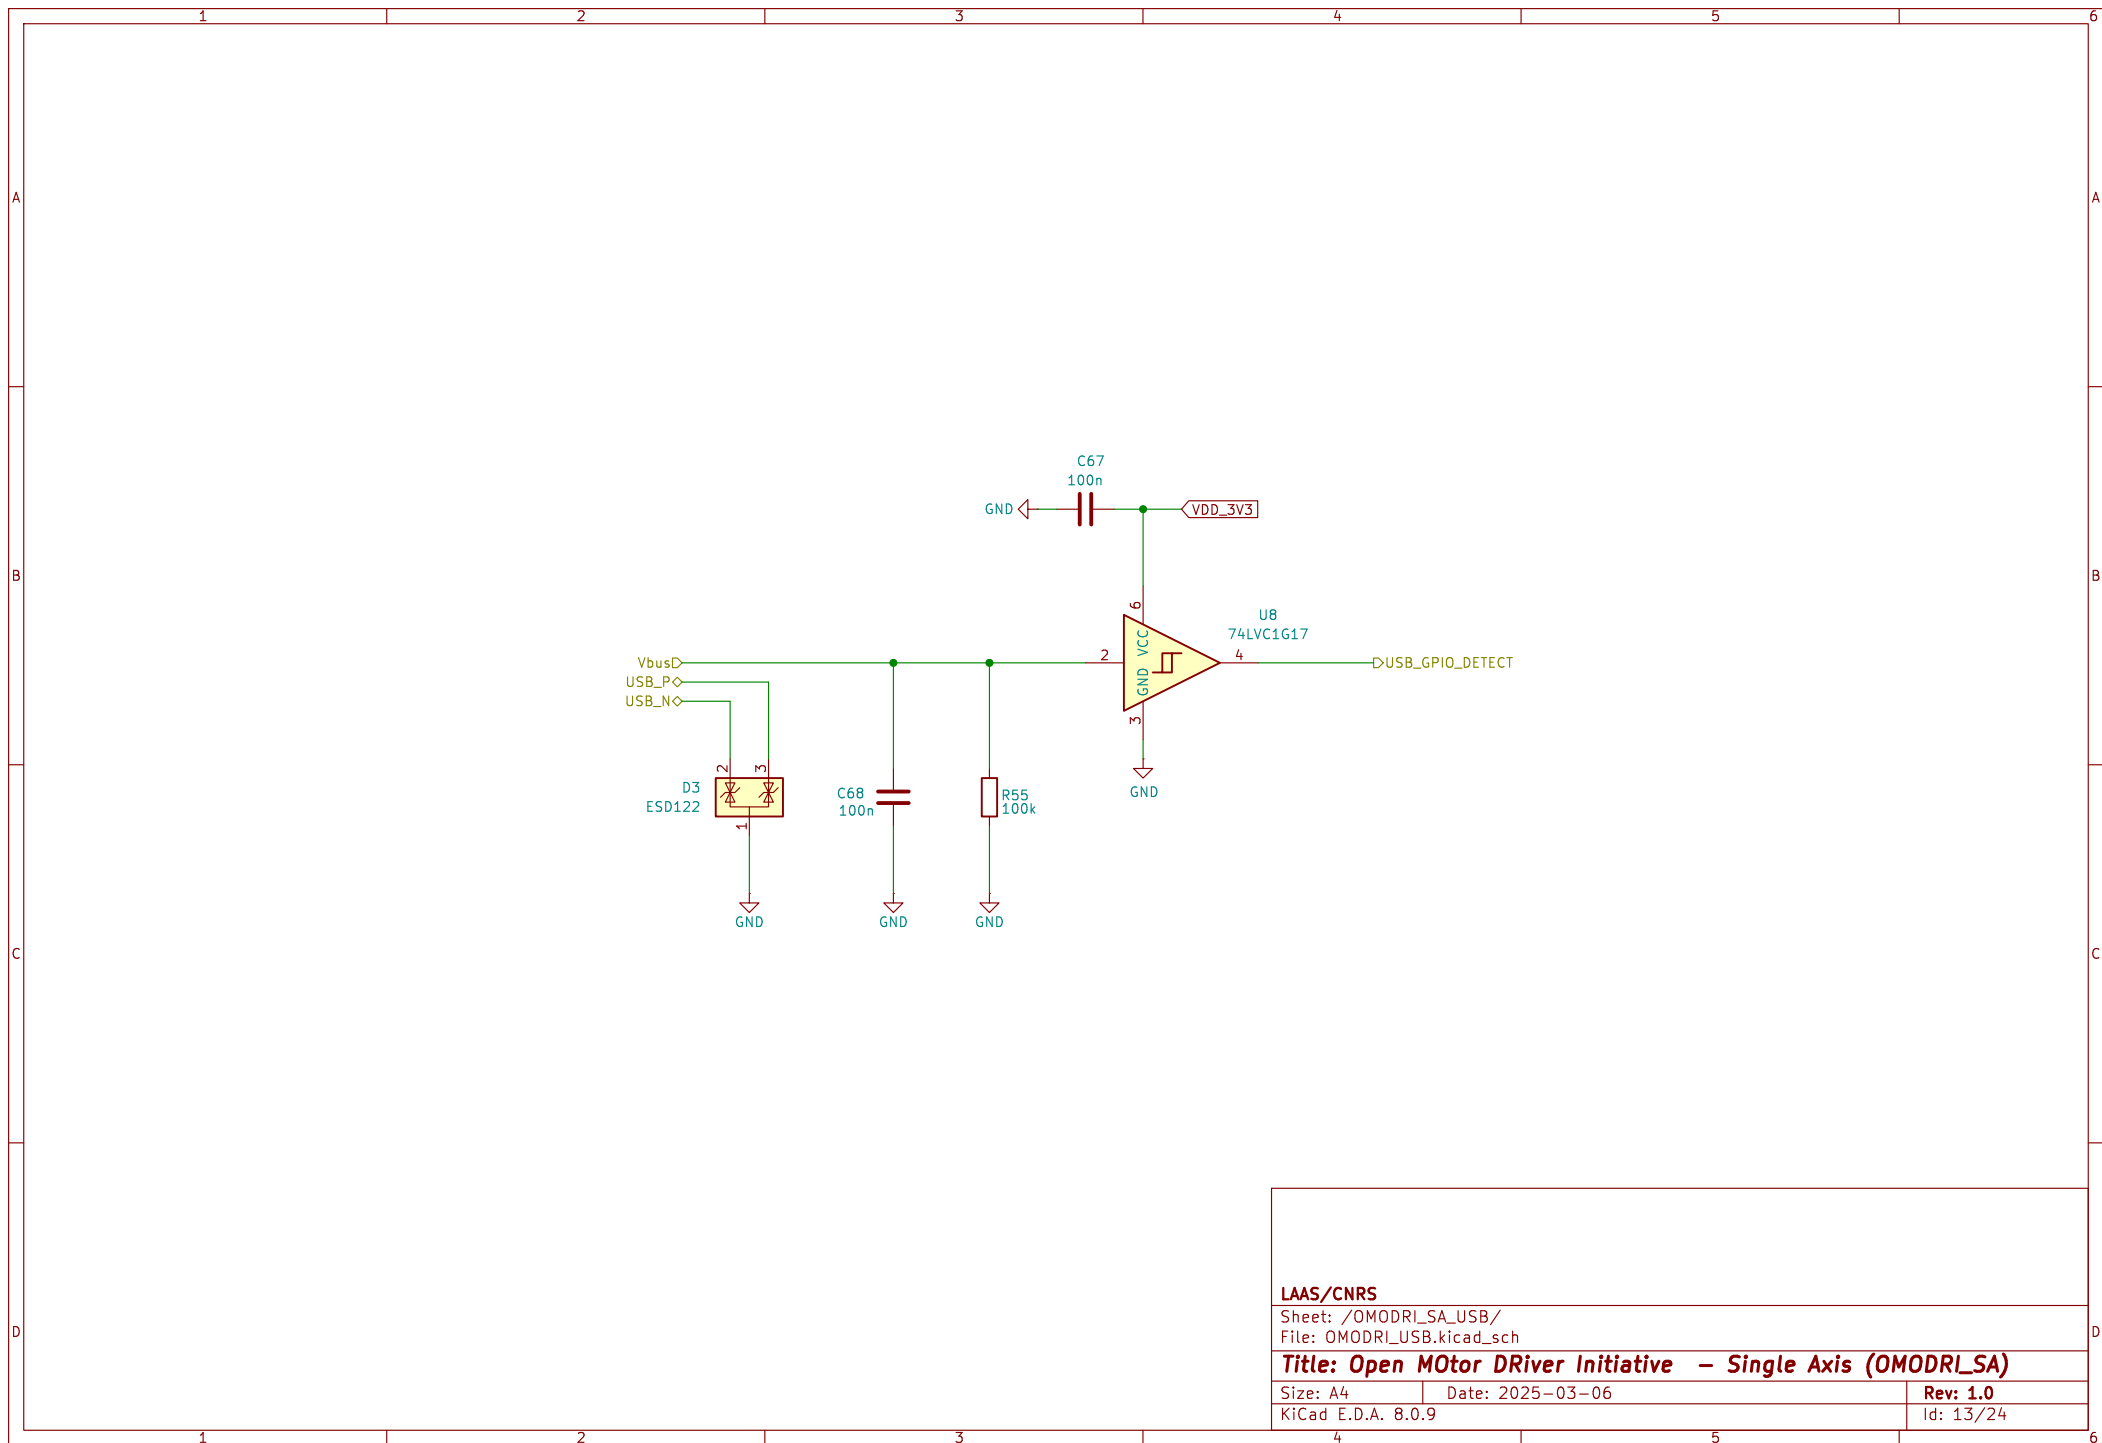 1 2 3 4 5 6
A A
C67
100n
GND VDD_3V3
B B
6
U8
74LVC1G17
VCC
GND
2 4
3
Vbus USB_GPIO_DETECT
USB_P
USB_N
GND
2 3
D3
ESD122
1
C68
100n
R55
100k
GND GND GND
C C
LAAS/CNRS
Sheet: /OMODRI_SA_USB/
File: OMODRI_USB.kicad_sch
D D
Title: Open MOtor DRiver Initiative - Single Axis (OMODRI_SA)
Size: A4 Date: 2025-03-06 Rev: 1.0
KiCad E.D.A. 8.0.9 Id: 13/24
1 2 3 4 5 6